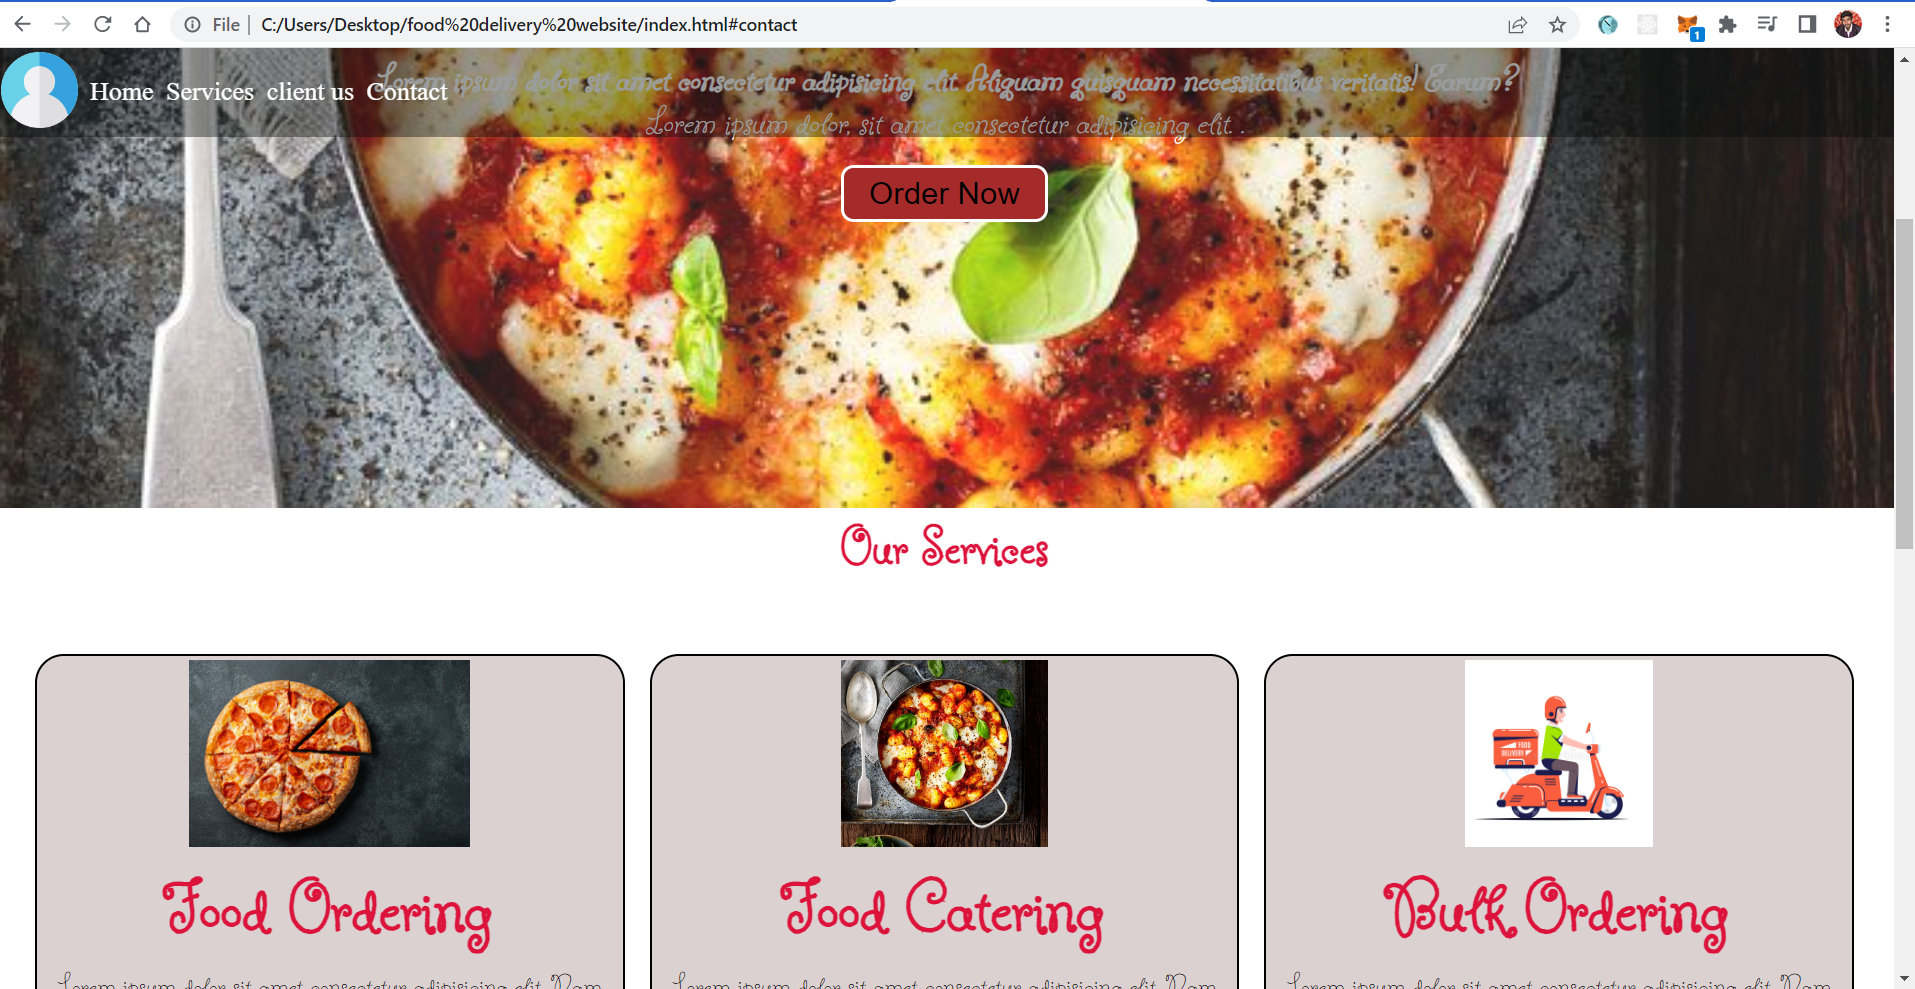 File | C:/Users/Desktop/food%20delivery%20website/index.html#contact
1
Home Services client us Contact
Lorem ipsum dolor sit amet consectetur adipisicing elit. Aliquam quisquam necessitatibus veritatis! Earum?
Lorem ipsum dolor, sit amet consectetur adipisicing elit. .
Order Now
Our Services
FOOD
DELIVERY
Food Ordering
Food Catering
Bulk Ordering
Lorem ipsum dolor sit amet consectetur adipisicing elit. Nam
Lorem ipsum dolor sit amet consectetur adipisicing elit. Nam
Lorem ipsum dolor sit amet consectetur adipisicing elit. Nam